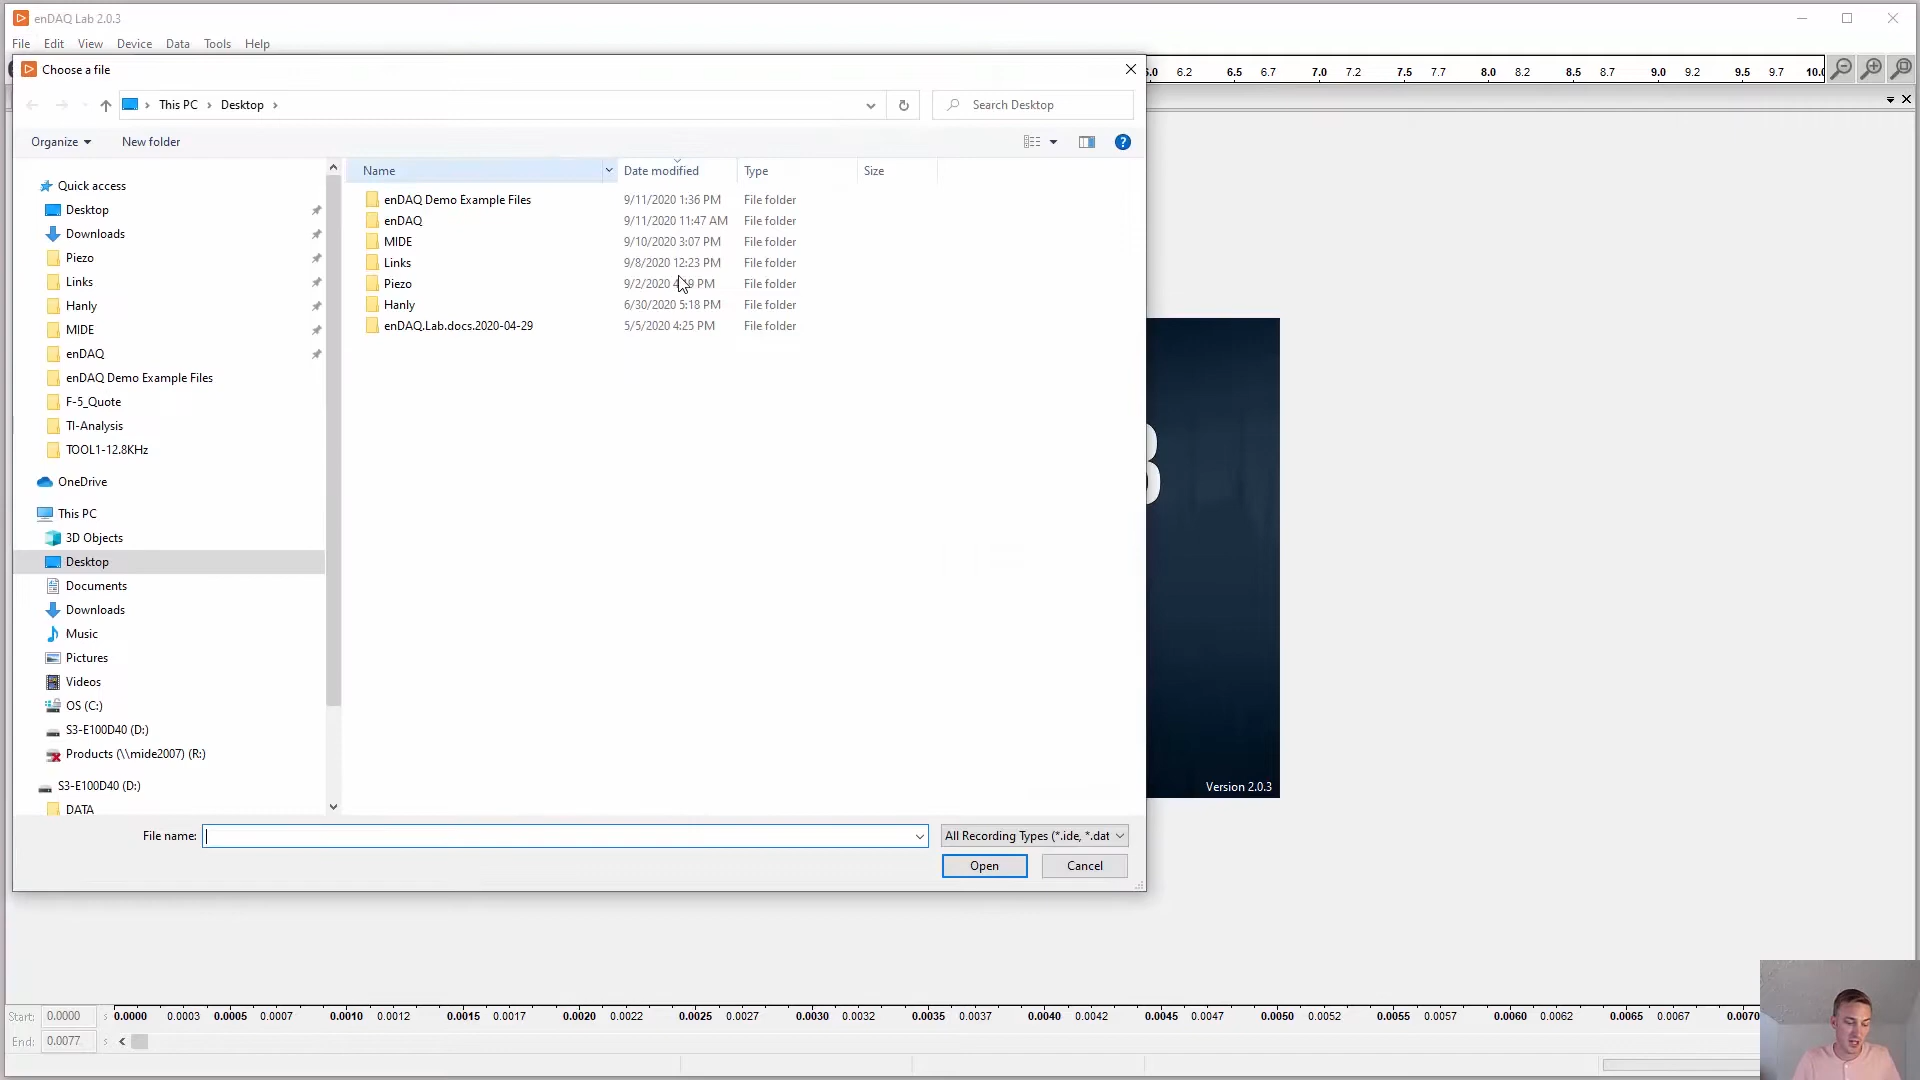 enDAQ Lab 2.0.3
File Edit View Device Data Tools Help
Choose a file
6.2 6.5 6.7 7.0 7.2 7.5 7.7 8.0 8.2 8.5 8.7 9.0 9.2 9.5 9.7
This PC Desktop
Search Desktop
Organize New folder
Name Date modified Type Size
Quick access
Desktop
Downloads
Piezo
Links
Hanly
MIDE
enDAQ
enDAQ Demo Example Files
F-5_Quote
TI-Analysis
TOOL1-12.8KHz
OneDrive
This PC
3D Objects
Desktop
Documents
Downloads
Music
Pictures
Videos
OS (C:)
S3-E100D40 (D:)
Products (\\mide2007) (R:)
S3-E100D40 (D:)
DATA
enDAQ Demo Example Files 9/11/2020 1:36 PM File folder
enDAQ 9/11/2020 11:47 AM File folder
MIDE 9/10/2020 3:07 PM File folder
Links 9/8/2020 12:23 PM File folder
Piezo 9/2/2020 PM File folder
Hanly 6/30/2020 5:18 PM File folder
enDAQ.Lab.docs.2020-04-29 5/5/2020 4:25 PM File folder
Version 2.0.3
File name: All Recording Types (*.ide, *.dat
Open Cancel
Start: 0.0000 s 0.0000 0.0003 0.0005 0.0007 0.0010 0.0012 0.0015 0.0017 0.0020 0.0022 0.0025 0.0027 0.0030 0.0032 0.0035 0.0037 0.0040 0.0042 0.0045 0.0047 0.0050 0.0052 0.0055 0.0057 0.0060 0.0062 0.0065 0.0067 0.0070
End: 0.0077 s